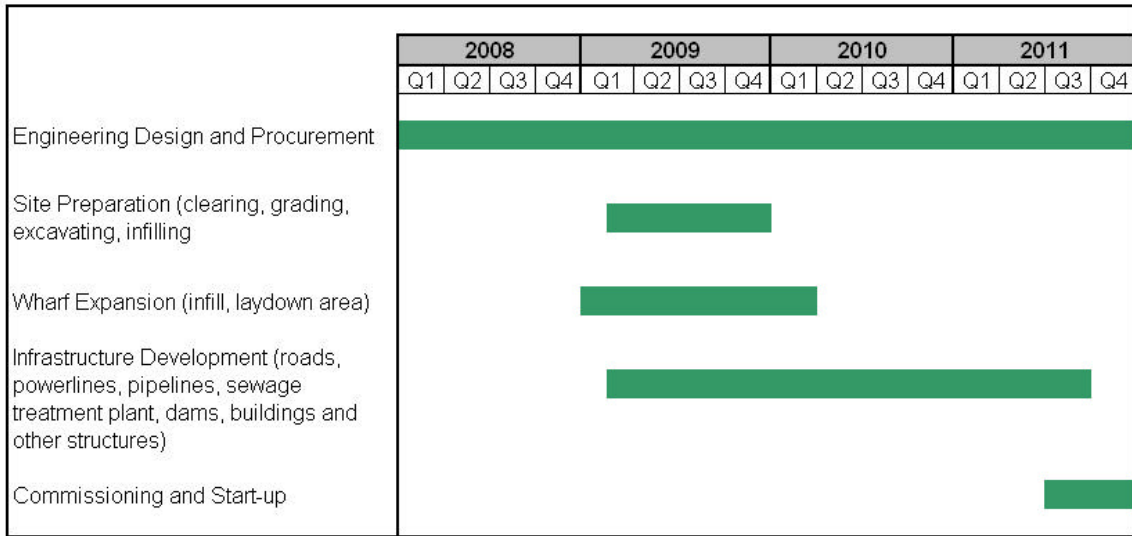 2008 2009 2010 2011
Q1 Q2 Q3 Q4 Q1 Q2 Q3 Q4 Q1 Q2 Q3 Q4 Q1 Q2 Q3 Q4
Engineering Design and Procurement
Site Preparation (clearing, grading,
excavating, infilling
Wharf Expansion (infill, laydown area)
Infrastructure Development (roads,
powerlines, pipelines, sewage
treatment plant, dams, buildings and
other structures)
Commissioning and Start-up